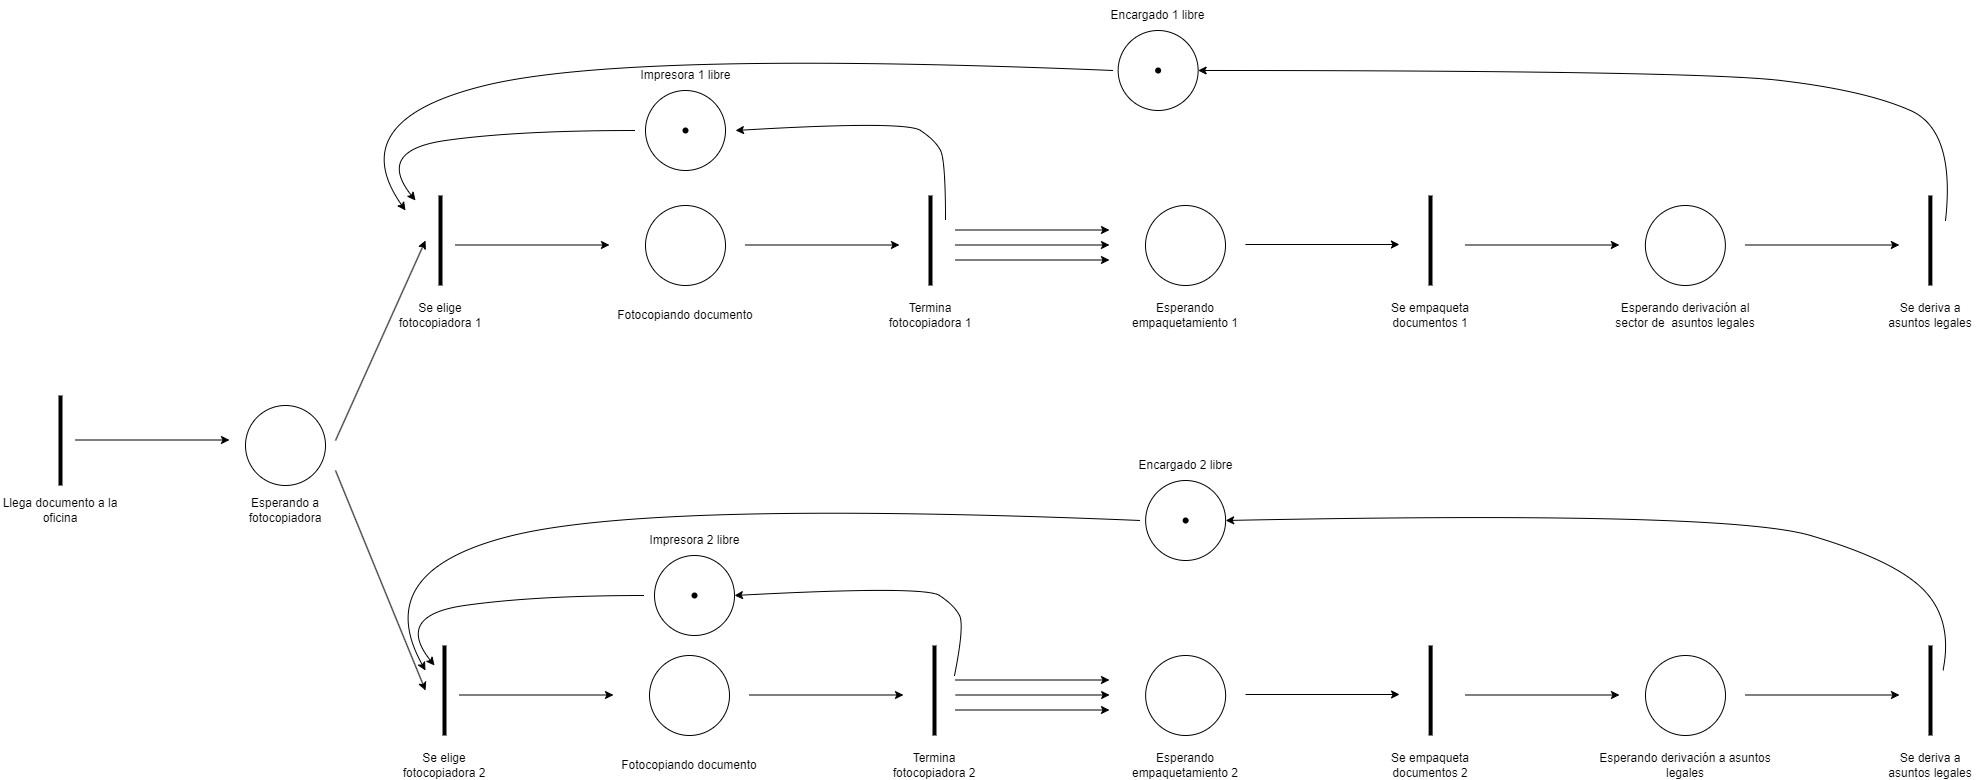 Encargado 1 libre
Impresora 1 libre
Se elige
fotocopiadora 1
Fotocopiando documento
Termina
fotocopiadora 1
Esperando
empaquetamiento 1
Se empaqueta
documentos 1
Esperando derivación al
sector de asuntos legales
Se deriva a
asuntos legales
Llega documento a la
oficina
Esperando a
fotocopiadora
Encargado 2 libre
Impresora 2 libre
Se elige
fotocopiadora 2
Fotocopiando documento
Termina
fotocopiadora 2
Esperando
empaquetamiento 2
Se empaqueta
documentos 2
Esperando derivación a asuntos
legales
Se deriva a
asuntos legales